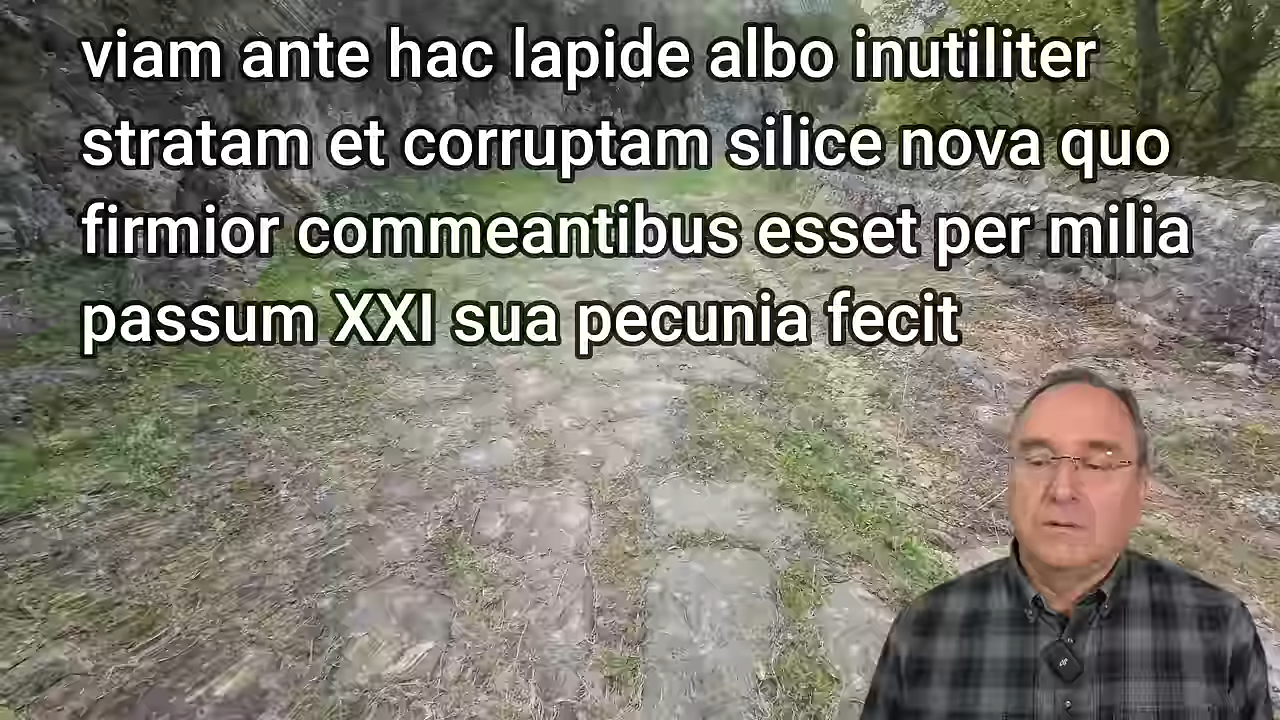 viam ante hac lapide albo inutiliter
stratam et corruptam silice nova quo
firmior commeantibus esset per milia
passum XXI sua pecunia fecit